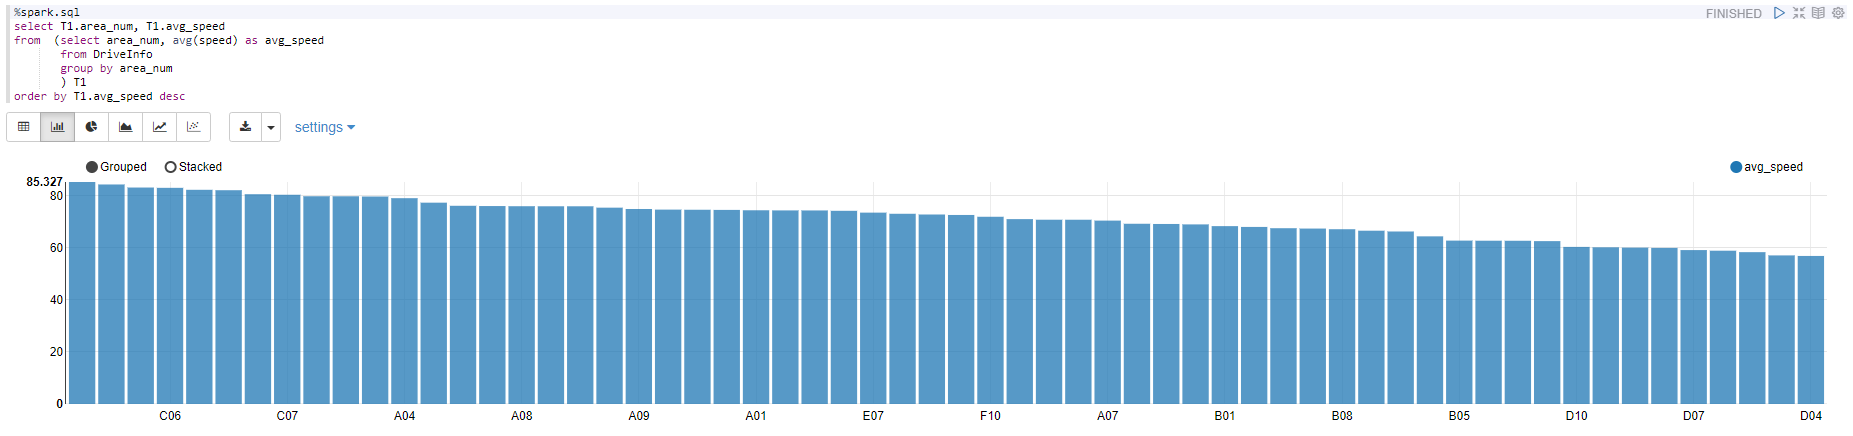 %spark.sql
FINISHED
select T1.area_num, T1.avg_speed
from  (select area_num, avg(speed) as avg_speed
       from DriveInfo
       group by area_num
       ) T1
order by T1.avg_speed desc
settings
Grouped Stacked avg_speed
85.327
80
60
40
20
0
C06 C07 A04 A08 A09 A01 E07 F10 A07 B01 B08 B05 D10 D07 D04